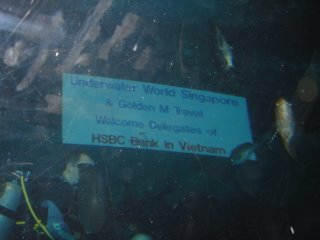 Underwater World Singapore
& Golden M Travel
Welcome Delegates of
HSBC Bank in Vietnam